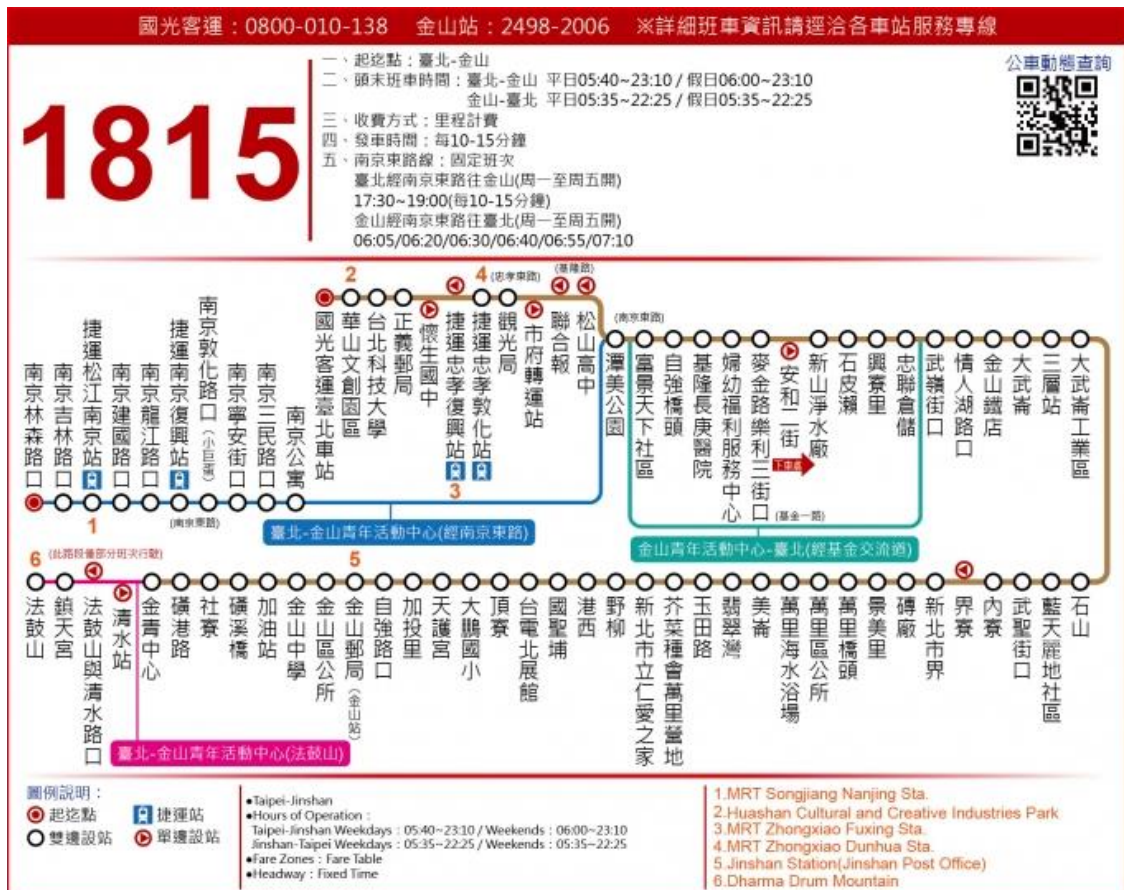 國光客運：0800-010-138　金山站：2498-2006　※詳細班車資訊請逕洽各車站服務專線
1815
一、起迄點：臺北-金山
二、頭末班車時間：臺北-金山 平日05:40~23:10 / 假日06:00~23:10
金山-臺北 平日05:35~22:25 / 假日05:35~22:25
三、收費方式：里程計費
四、發車時間：每10-15分鐘
五、南京東路線：固定班次
臺北經南京東路往金山(周一至周五開)
17:30~19:00(每10-15分鐘)
金山經南京東路往臺北(周一至周五開)
06:05/06:20/06:30/06:40/06:55/07:10
公車動態查詢
南京林森路口
南京吉林路口
捷運松江南京站
南京建國路口
南京龍江路口
捷運南京復興站
南京敦化路口(小巨蛋)
南京寧安街口
南京三民路口
南京公寓
1
(南京東路)
臺北-金山青年活動中心(經南京東路)
2
4
(忠孝東路)
(基隆路)
國光客運臺北車站
華山文創園區
台北科技大學
正義郵局
懷生國中
捷運忠孝復興站
捷運忠孝敦化站
觀光局
市府轉運站
聯合報
松山高中
3
(南京東路)
潭美公園
富景天下社區
自強橋頭
基隆長庚醫院
婦幼福利服務中心
麥金路樂利三街口
安和二街
下車處
新山淨水廠
石皮瀨
興寮里
忠聯倉儲
武嶺街口
情人湖路口
金山鐵店
大武崙
三層站
大武崙工業區
(基金一路)
金山青年活動中心-臺北(經基金交流道)
6
(此路段僅部分班次行駛)
5
法鼓山
鎮天宮
法鼓山與清水路口
清水站
金青中心
磺港路
社寮
磺溪橋
加油站
金山中學
金山區公所
金山郵局(金山站)
自強路口
加投里
天護宮
大鵬國小
頂寮
台電北展館
國聖埔
港西
野柳
新北市立仁愛之家
芥菜種會萬里營地
玉田路
翡翠灣
美崙
萬里海水浴場
萬里區公所
萬里橋頭
景美里
磚廠
新北市界
界寮
內寮
武聖街口
藍天麗地社區
石山
臺北-金山青年活動中心(法鼓山)
圖例說明：
起迄點
捷運站
雙邊設站
單邊設站
●Taipei-Jinshan
●Hours of Operation：
Taipei-Jinshan Weekdays：05:40~23:10 / Weekends：06:00~23:10
Jinshan-Taipei Weekdays：05:35~22:25 / Weekends：05:35~22:25
●Fare Zones：Fare Table
●Headway：Fixed Time
1.MRT Songjiang Nanjing Sta.
2.Huashan Cultural and Creative Industries Park
3.MRT Zhongxiao Fuxing Sta.
4.MRT Zhongxiao Dunhua Sta.
5.Jinshan Station(Jinshan Post Office)
6.Dharma Drum Mountain